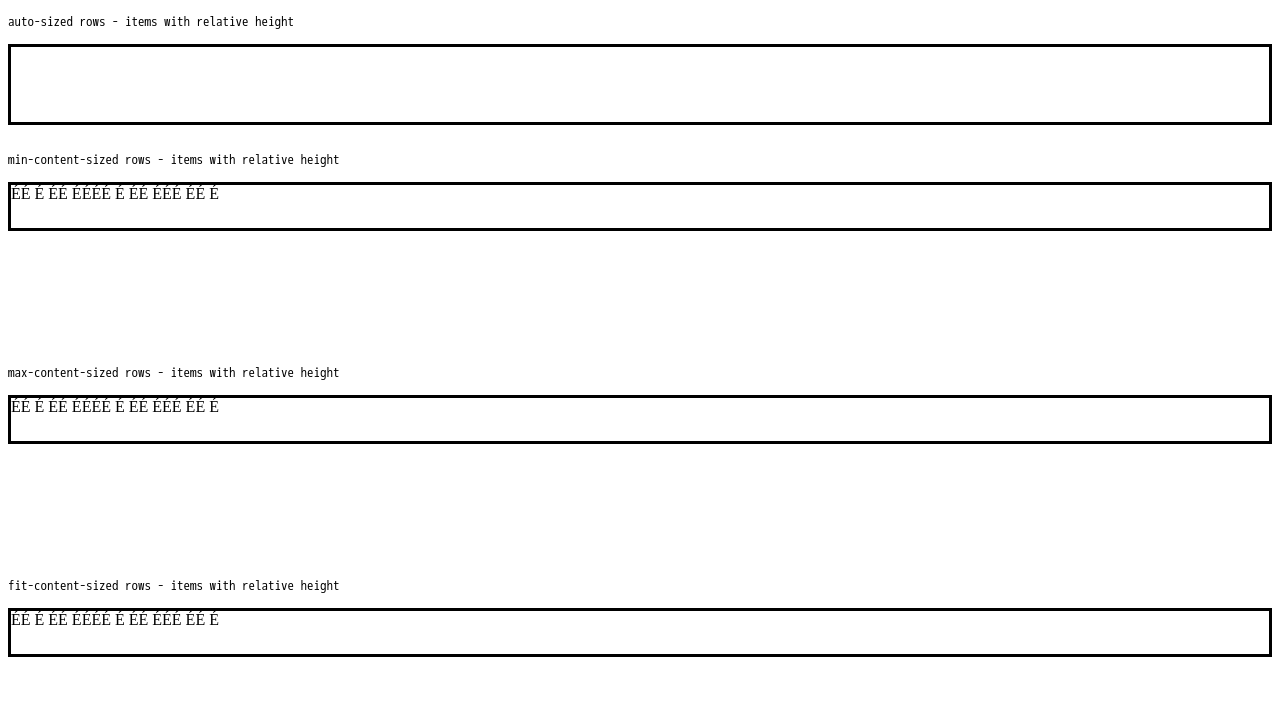 auto-sized rows - items with relative height
min-content-sized rows - items with relative height
ÉÉ É ÉÉ ÉÉÉÉ É ÉÉ ÉÉÉ ÉÉ É
max-content-sized rows - items with relative height
ÉÉ É ÉÉ ÉÉÉÉ É ÉÉ ÉÉÉ ÉÉ É
fit-content-sized rows - items with relative height
ÉÉ É ÉÉ ÉÉÉÉ É ÉÉ ÉÉÉ ÉÉ É